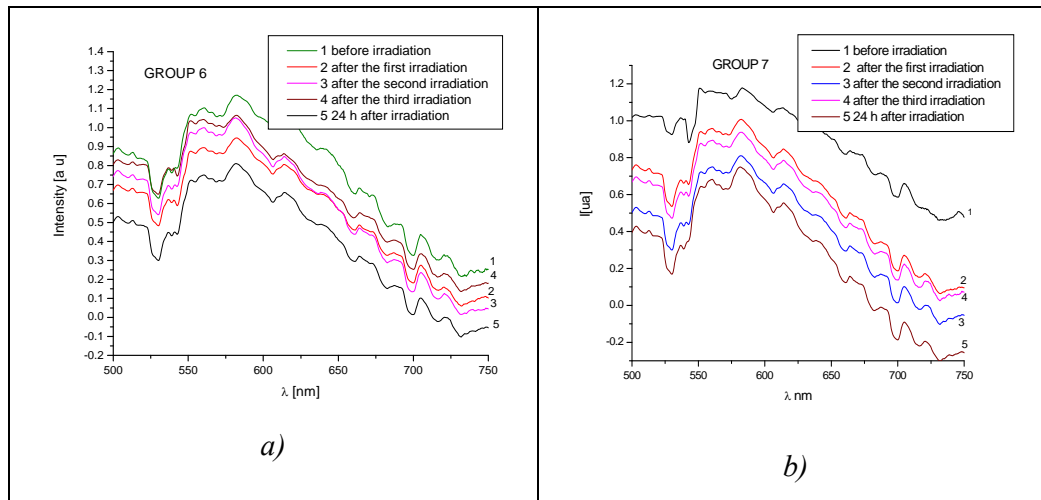 GROUP 6
1 before irradiation
2 after the first irradiation
3 after the second irradiation
4 after the third irradiation
5 24 h after irradiation
1.4
1.3
1.2
1.1
1.0
0.9
0.8
0.7
0.6
0.5
0.4
0.3
0.2
0.1
0.0
-0.1
-0.2
Intensity [a u]
1
4
2
3
5
500 550 600 650 700 750
λ [nm]
a)
GROUP 7
1 before irradiation
2 after the first irradiation
3 after the second irradiation
4 after the third irradiation
5 24 h after irradiation
1.2
1.0
0.8
0.6
0.4
0.2
0.0
-0.2
I[ua]
1
2
4
3
5
500 550 600 650 700 750
λ nm
b)